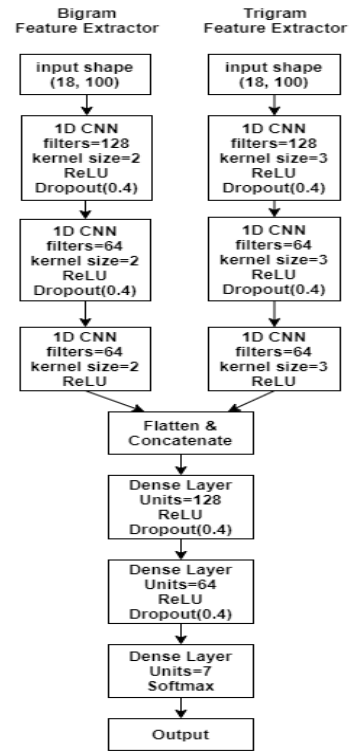 Bigram
Feature Extractor
input shape
(18, 100)
1D CNN
filters=128
kernel size=2
ReLU
Dropout(0.4)
1D CNN
filters=64
kernel size=2
ReLU
Dropout(0.4)
1D CNN
filters=64
kernel size=2
ReLU
Trigram
Feature Extractor
input shape
(18, 100)
1D CNN
filters=128
kernel size=3
ReLU
Dropout(0.4)
1D CNN
filters=64
kernel size=3
ReLU
Dropout(0.4)
1D CNN
filters=64
kernel size=3
ReLU
Flatten &
Concatenate
Dense Layer
Units=128
ReLU
Dropout(0.4)
Dense Layer
Units=64
ReLU
Dropout(0.4)
Dense Layer
Units=7
Softmax
Output